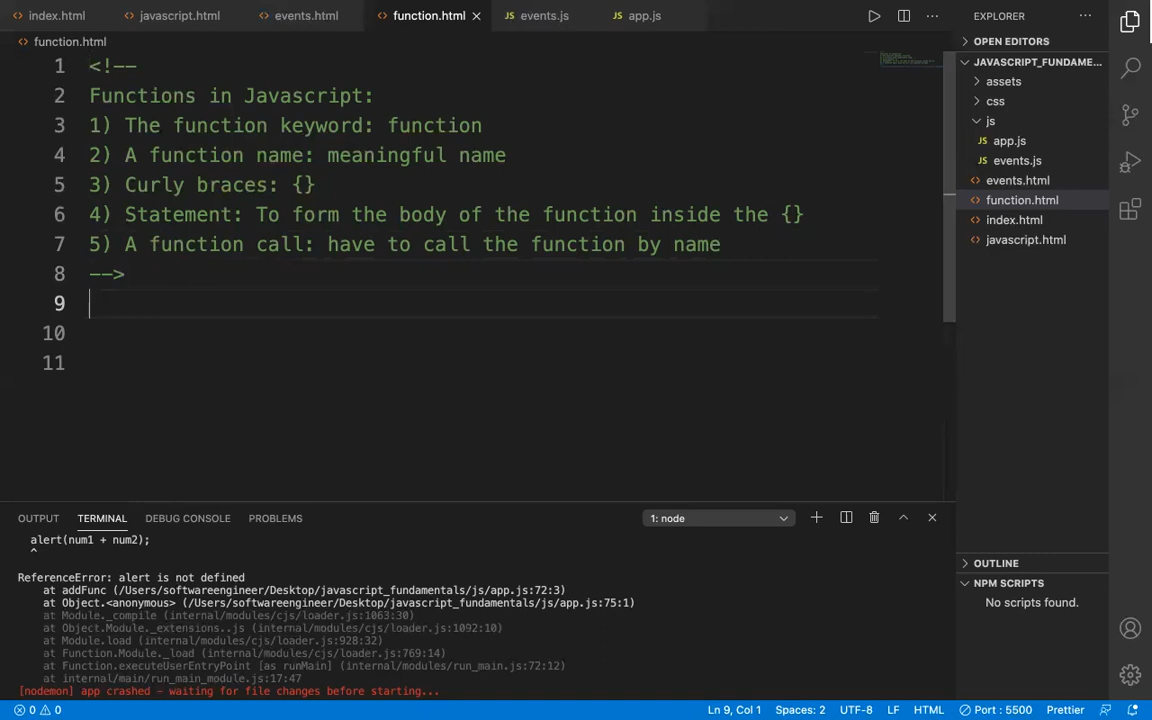 index.html javascript.html events.html function.html events.js app.js EXPLORER
function.html
OPEN EDITORS
JAVASCRIPT_FUNDAME...
assets
css
js
app.js
events.js
events.html
function.html
index.html
javascript.html
1 <!--
2 Functions in Javascript:
3 1) The function keyword: function
4 2) A function name: meaningful name
5 3) Curly braces: {}
6 4) Statement: To form the body of the function inside the {}
7 5) A function call: have to call the function by name
8 -->
9
10
11
OUTPUT TERMINAL DEBUG CONSOLE PROBLEMS 1: node
alert(num1 + num2);
^
ReferenceError: alert is not defined
at addFunc (/Users/softwareengineer/Desktop/javascript_fundamentals/js/app.js:72:3)
at Object.<anonymous> (/Users/softwareengineer/Desktop/javascript_fundamentals/js/app.js:75:1)
at Module._compile (internal/modules/cjs/loader.js:1063:30)
at Object.Module._extensions..js (internal/modules/cjs/loader.js:1092:10)
at Module.load (internal/modules/cjs/loader.js:928:32)
at Function.Module._load (internal/modules/cjs/loader.js:769:14)
at Function.executeUserEntryPoint [as runMain] (internal/modules/run_main.js:72:12)
at internal/main/run_main_module.js:17:47
[nodemon] app crashed - waiting for file changes before starting...
OUTLINE
NPM SCRIPTS
No scripts found.
0 0 Ln 9, Col 1 Spaces: 2 UTF-8 LF HTML Port : 5500 Prettier